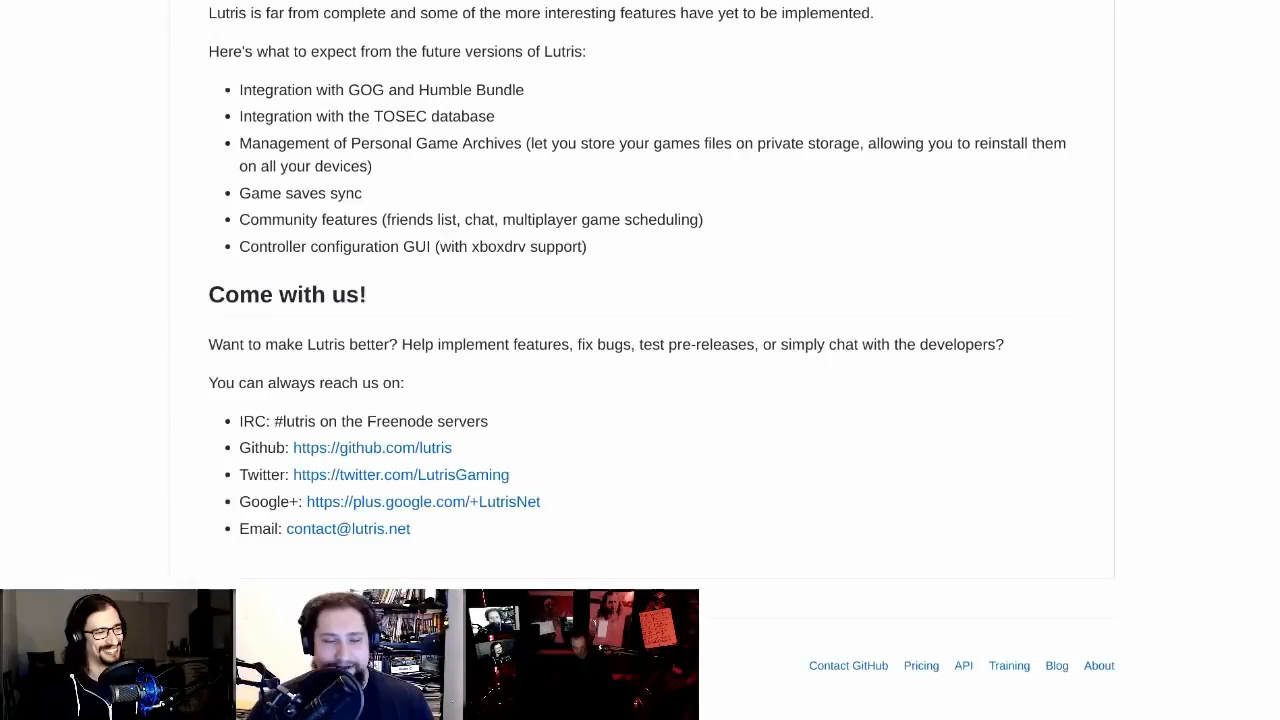 Lutris is far from complete and some of the more interesting features have yet to be implemented.
Here's what to expect from the future versions of Lutris:
Integration with GOG and Humble Bundle
Integration with the TOSEC database
Management of Personal Game Archives (let you store your games files on private storage, allowing you to reinstall them
on all your devices)
Game saves sync
Community features (friends list, chat, multiplayer game scheduling)
Controller configuration GUI (with xboxdrv support)
Come with us!
Want to make Lutris better? Help implement features, fix bugs, test pre-releases, or simply chat with the developers?
You can always reach us on:
IRC: #lutris on the Freenode servers
Github: https://github.com/lutris
Twitter: https://twitter.com/LutrisGaming
Google+: https://plus.google.com/+LutrisNet
Email: contact@lutris.net
Contact GitHub Pricing API Training Blog About